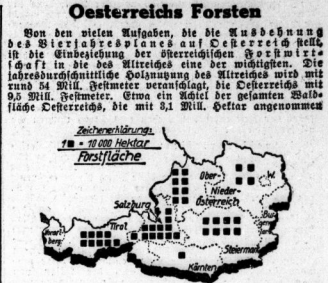 Oesterreichs Forsten
Von den vielen Aufgaben, die die Ausdehnung
des Vierjahresplanes auf Oesterreich stellt,
ist die Einbeziehung der österreichischen Forstwirt-
schaft in die des Altreiches eine der wichtigsten. Die
jahresdurchschnittliche Holznutzung des Altreiches wird mit
rund 54 Mill. Festmeter veranschlagt, die Oesterreichs mit
9,5 Mill. Festmeter. Etwa ein Achtel der gesamten Wald-
fläche Oesterreichs, die mit 3,1 Mill. Hektar angenommen
Zeichenerklärung:
1 = 10 000 Hektar
Forstfläche
Ober-
W.
Nieder-
Österreich
Salzburg
Tirol
Vorarl-
berg
Bur-
Steiermark
Kärnten